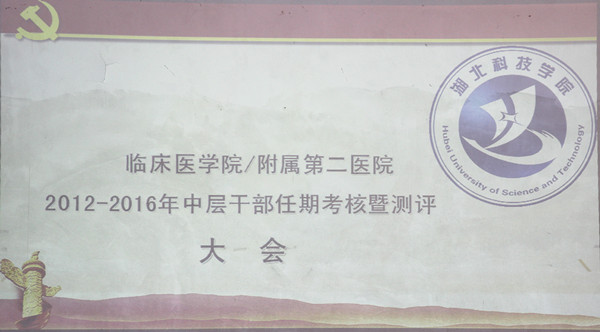 湖北科技学院
Hubei University of Science and Technology
临床医学院/附属第二医院
2012-2016年中层干部任期考核暨测评
大会